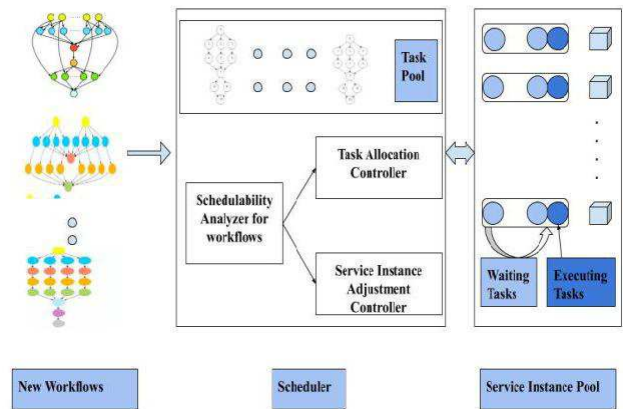 Task
Pool
Task Allocation
Controller
Schedulability
Analyzer for
workflows
Service Instance
Adjustment
Controller
Waiting
Tasks
Executing
Tasks
New Workflows
Scheduler
Service Instance Pool